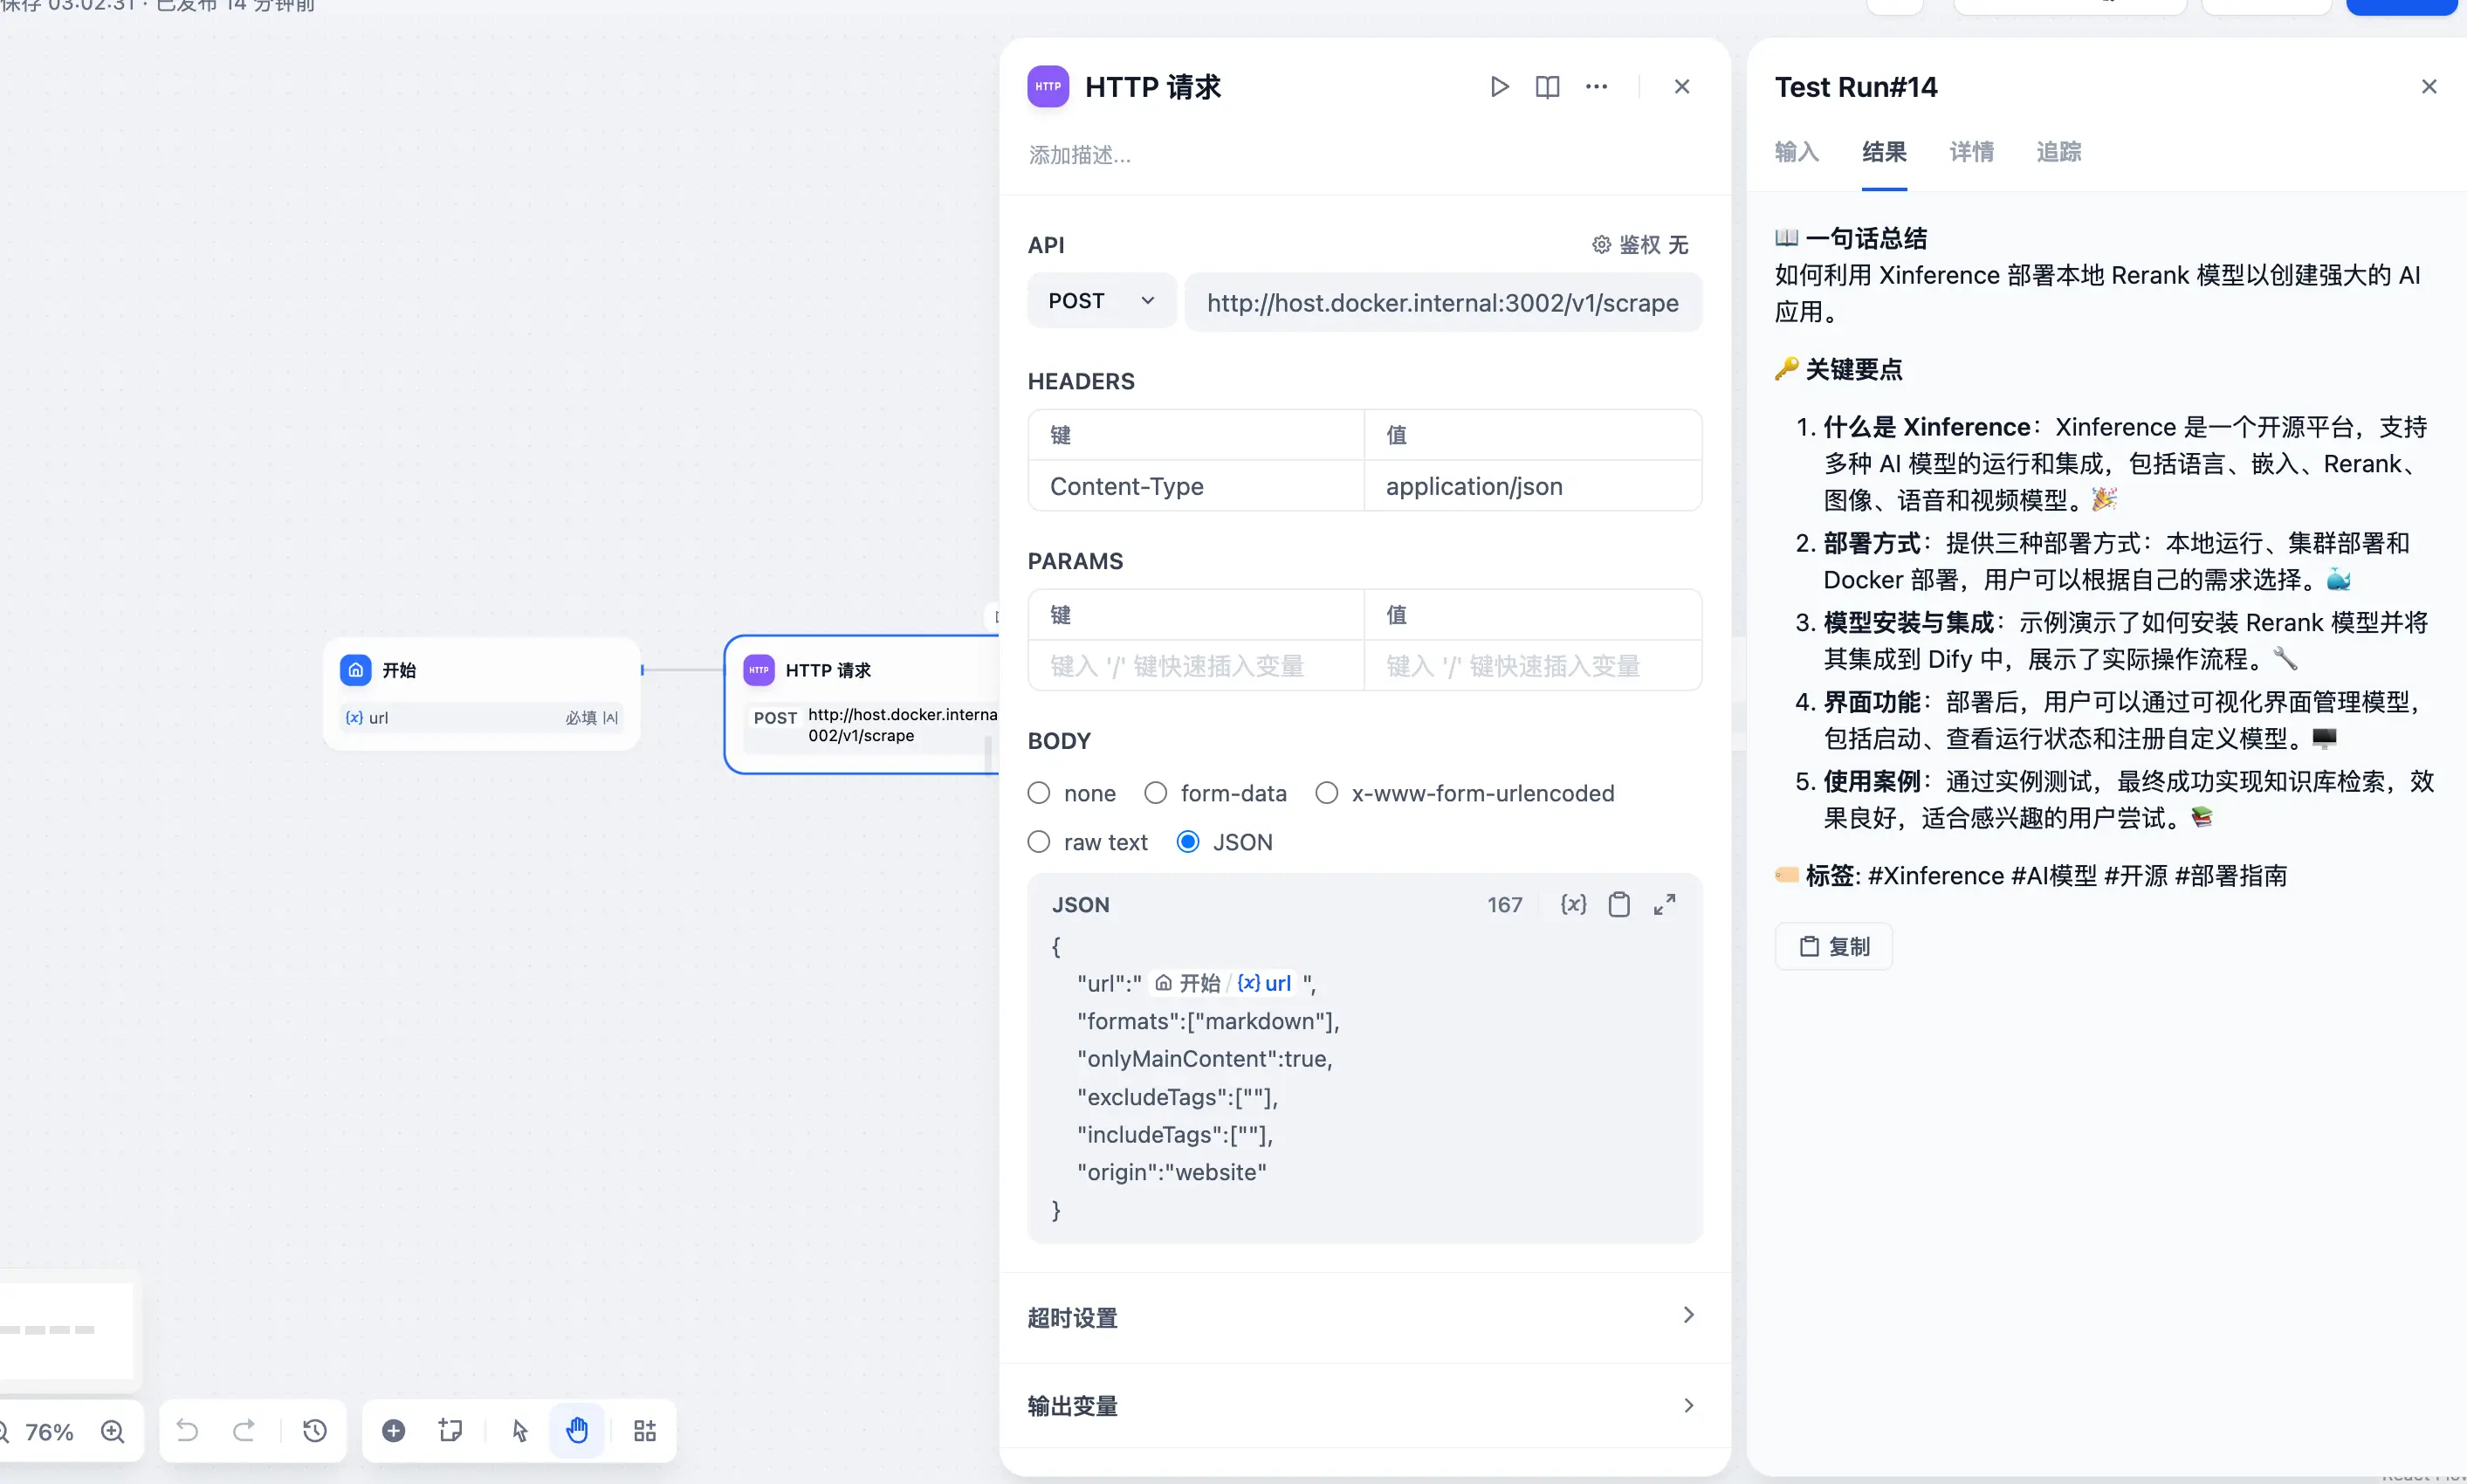 保存 03:02:31 · 已发布 14 分钟前
开始
{x} url
必填
HTTP 请求
POST
http://host.docker.interna
002/v1/scrape
76%
HTTP
HTTP 请求
添加描述...
API
鉴权 无
POST
http://host.docker.internal:3002/v1/scrape
HEADERS
键 值
Content-Type application/json
PARAMS
键 值
键入 '/' 键快速插入变量 键入 '/' 键快速插入变量
BODY
none form-data x-www-form-urlencoded
raw text JSON
JSON 167 {x}
{
"url":" 开始 / {x} url ",
"formats":["markdown"],
"onlyMainContent":true,
"excludeTags":[""],
"includeTags":[""],
"origin":"website"
}
超时设置
输出变量
Test Run#14
输入 结果 详情 追踪
📖 一句话总结
如何利用 Xinference 部署本地 Rerank 模型以创建强大的 AI
应用。
🔑 关键要点
1. 什么是 Xinference：Xinference 是一个开源平台，支持
多种 AI 模型的运行和集成，包括语言、嵌入、Rerank、
图像、语音和视频模型。🎉
2. 部署方式：提供三种部署方式：本地运行、集群部署和
Docker 部署，用户可以根据自己的需求选择。🐳
3. 模型安装与集成：示例演示了如何安装 Rerank 模型并将
其集成到 Dify 中，展示了实际操作流程。🔧
4. 界面功能：部署后，用户可以通过可视化界面管理模型，
包括启动、查看运行状态和注册自定义模型。🖥️
5. 使用案例：通过实例测试，最终成功实现知识库检索，效
果良好，适合感兴趣的用户尝试。📚
🏷️ 标签: #Xinference #AI模型 #开源 #部署指南
复制